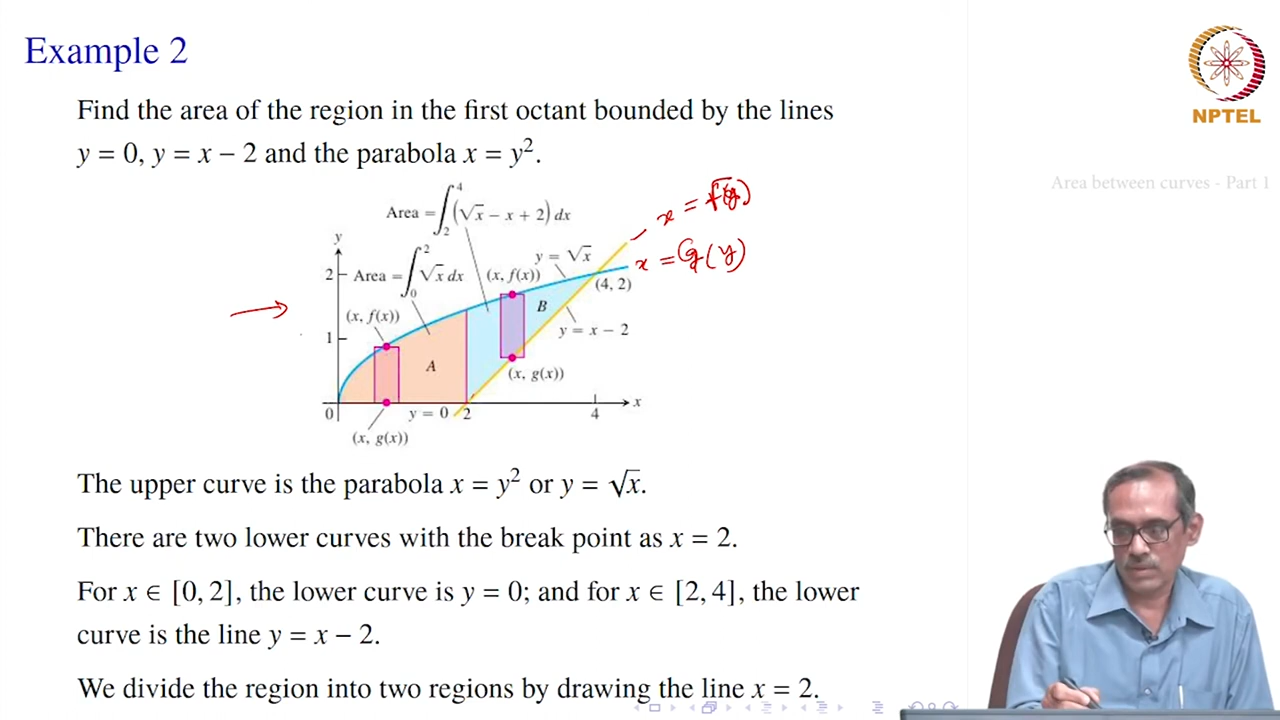 Example 2
NPTEL
Find the area of the region in the first octant bounded by the lines
y = 0, y = x − 2 and the parabola x = y².
Area between curves - Part 1
Area = ∫₂⁴ (√x − x + 2) dx
x = f(y)
y
y = √x
x = G(y)
2
Area = ∫₀² √x dx
(x, f(x))
(4, 2)
(x, f(x))
B
1
y = x − 2
A
(x, g(x))
0
y = 0
2
4
x
(x, g(x))
The upper curve is the parabola x = y² or y = √x.
There are two lower curves with the break point as x = 2.
For x ∈ [0, 2], the lower curve is y = 0; and for x ∈ [2, 4], the lower
curve is the line y = x − 2.
We divide the region into two regions by drawing the line x = 2.